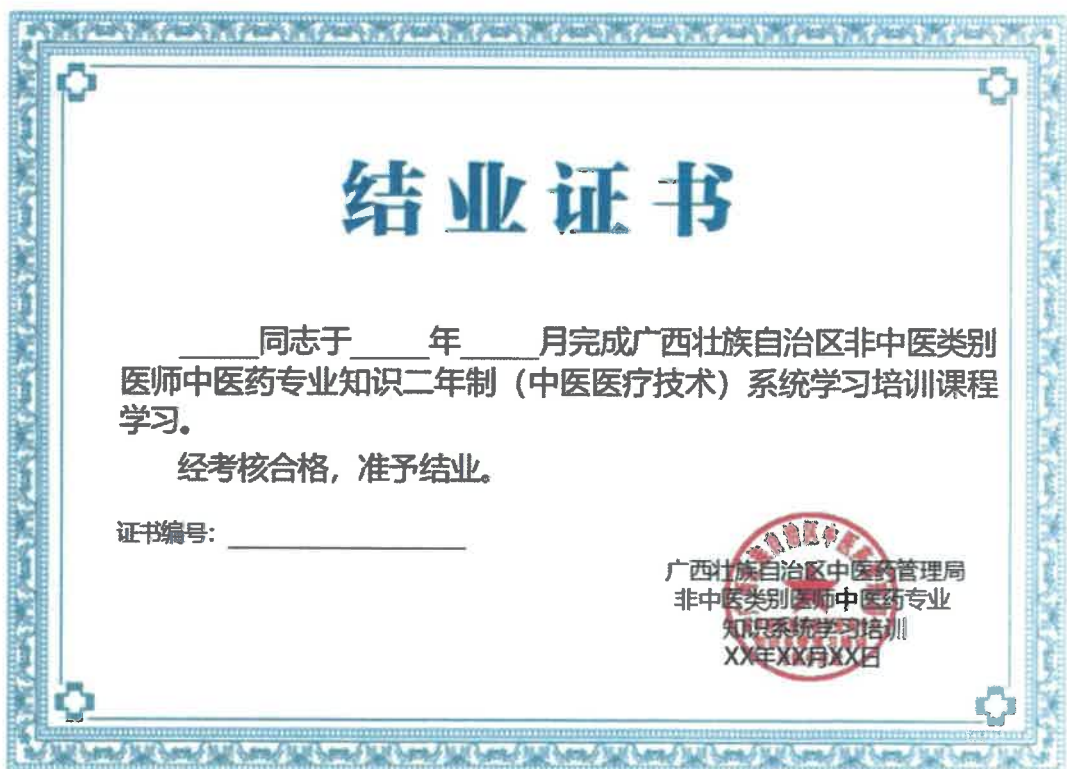 结业证书
_____同志于_____年_____月完成广西壮族自治区非中医类别
医师中医药专业知识二年制（中医医疗技术）系统学习培训课程
学习。
经考核合格，准予结业。
证书编号：_______________
广西壮族自治区中医药管理局
非中医类别医师中医药专业
知识系统学习培训
XX年XX月XX日